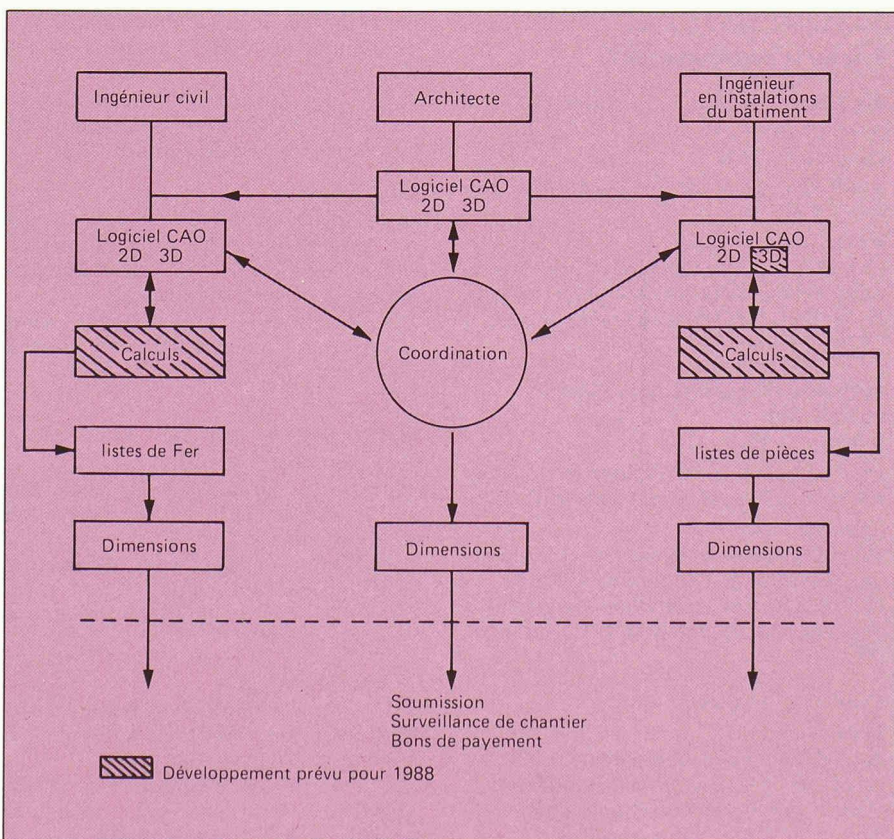 Ingénieur civil
Architecte
Ingénieur
en instalations
du bâtiment
Logiciel CAO
2D 3D
Logiciel CAO
2D 3D
Logiciel CAO
2D 3D
Calculs
Coordination
Calculs
listes de Fer
listes de pièces
Dimensions
Dimensions
Dimensions
Soumission
Surveillance de chantier
Bons de payement
Développement prévu pour 1988